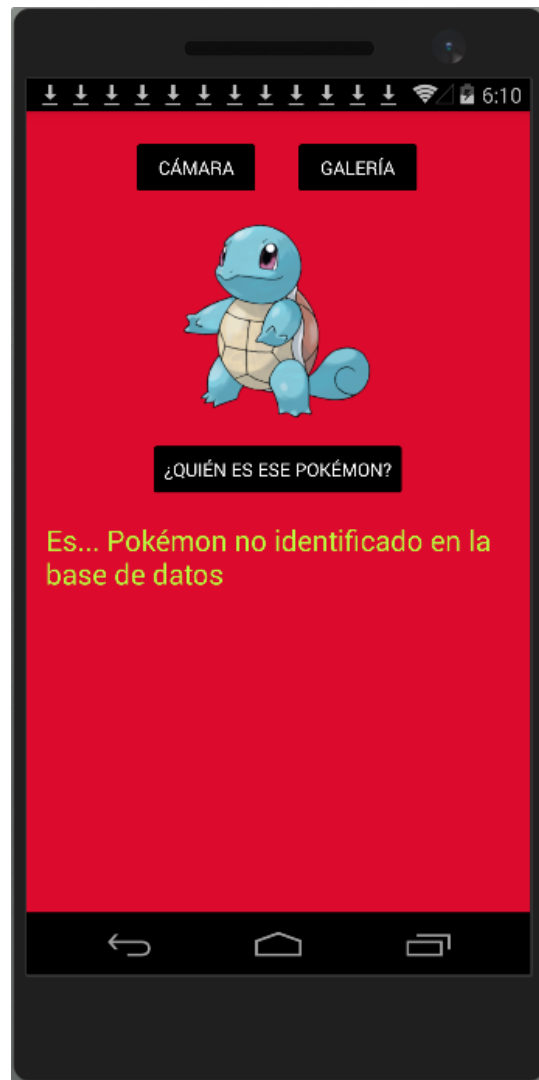 6:10
CÁMARA GALERÍA
¿QUIÉN ES ESE POKÉMON?
Es... Pokémon no identificado en la
base de datos